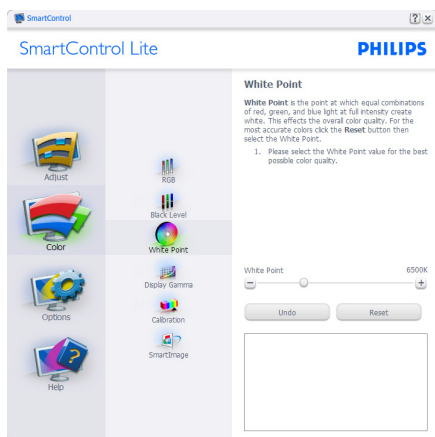 SmartControl
SmartControl Lite
PHILIPS
Adjust
Color
Options
Help
RGB
Black Level
White Point
Display Gamma
Calibration
SmartImage
White Point
White Point is the point at which equal combinations
of red, green, and blue light at full intensity create
white. This effects the overall color quality. For the
most accurate colors click the Reset button then
select the White Point.
1. Please select the White Point value for the best
possible color quality.
White Point 6500K
Undo Reset